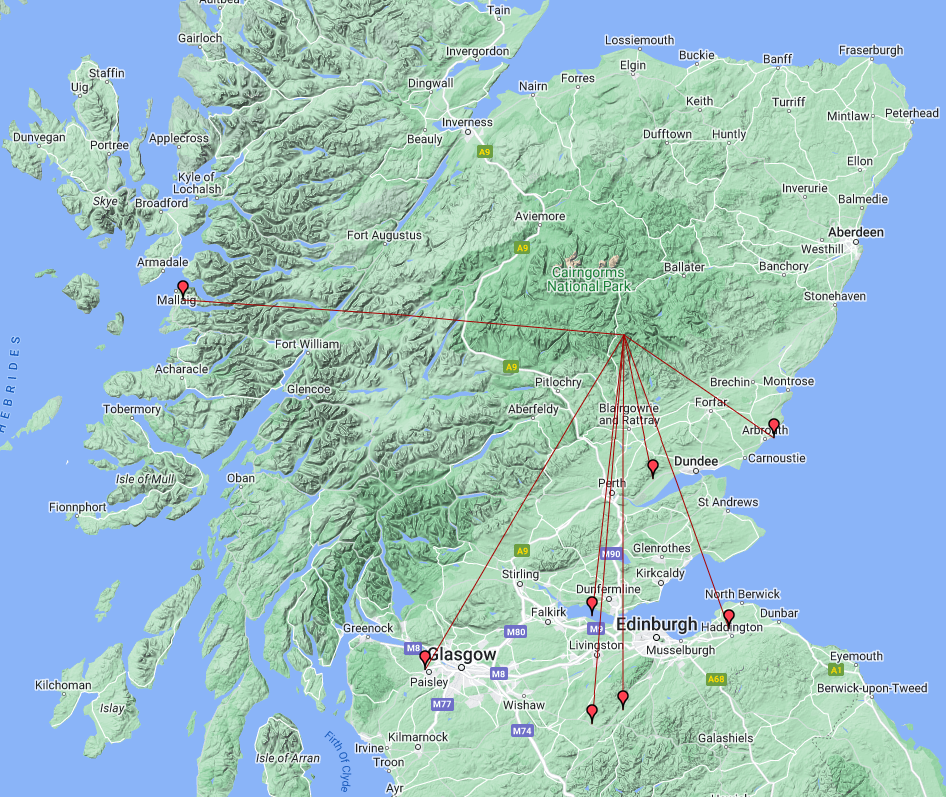 Aultbea
Tain
Gairloch
Lossiemouth
Invergordon
Elgin
Buckie
Banff
Fraserburgh
Staffin
Uig
Dingwall
Nairn
Forres
Keith
Turriff
Mintlaw
Peterhead
Inverness
Dunvegan
Portree
Applecross
Beauly
A9
Dufftown
Huntly
Ellon
Kyle of
Lochalsh
Inverurie
Skye
Broadford
Balmedie
Aviemore
Fort Augustus
Aberdeen
A9
Westhill
Armadale
Cairngorms
National Park
Ballater
Banchory
Mallaig
Stonehaven
HEBRIDES
Fort William
Acharacle
A9
Pitlochry
Brechin
Montrose
Glencoe
Tobermory
Aberfeldy
Blairgowrie
and Rattray
Forfar
Arbroath
Isle of Mull
Oban
Dundee
Carnoustie
Perth
Fionnphort
St Andrews
A9
M90
Glenrothes
Stirling
Kirkcaldy
Dunfermline
North Berwick
Falkirk
Dunbar
Greenock
M80
M9
Edinburgh
Haddington
Livingston
Musselburgh
M8
Glasgow
Eyemouth
A1
Kilchoman
Paisley
M8
A68
Berwick-upon-Tweed
Islay
M77
Wishaw
M74
Galashiels
Kilmarnock
Irvine
Isle of Arran
Firth Of Clyde
Troon
Ayr